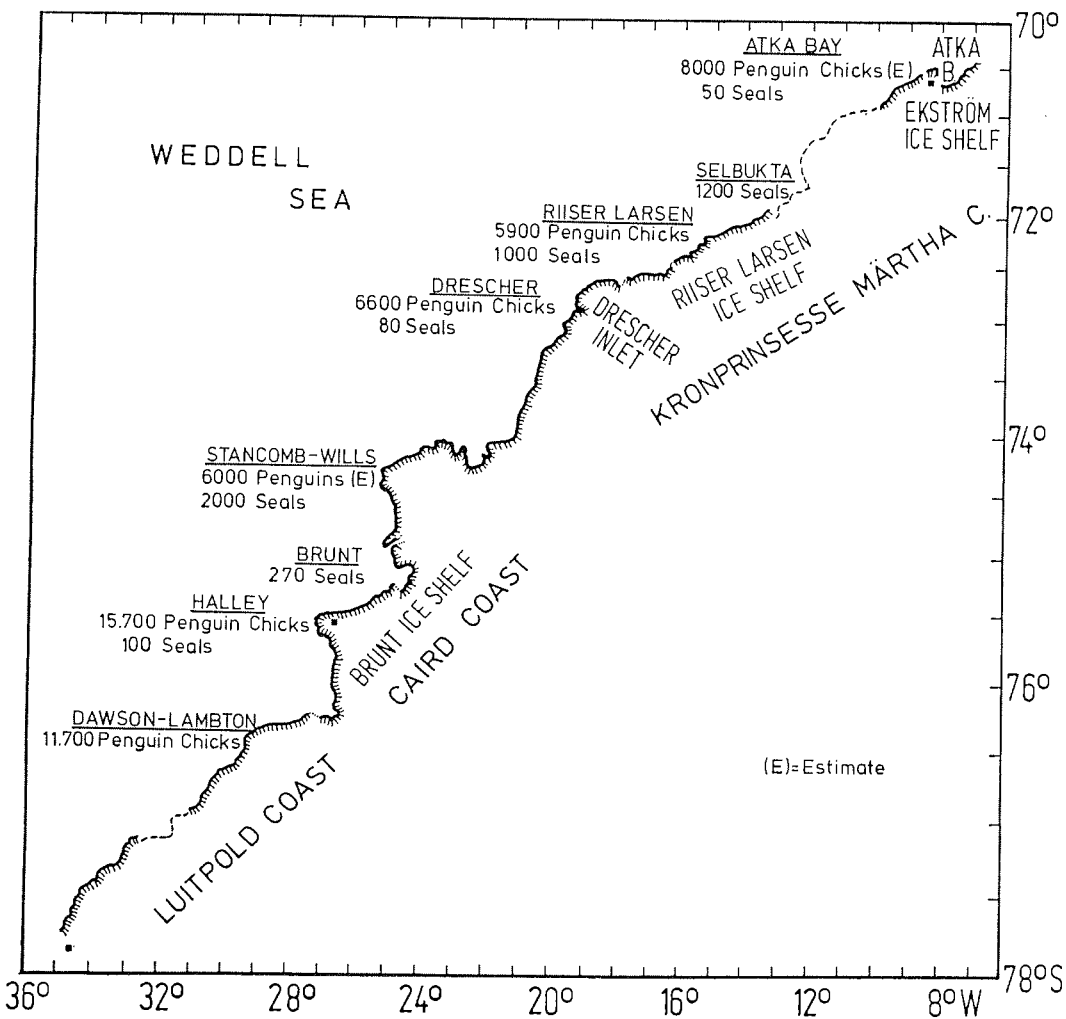 70°
ATKA BAY
8000 Penguin Chicks (E)
50 Seals
ATKA
B.
EKSTRÖM
ICE SHELF
WEDDELL
SEA
SELBUKTA
1200 Seals
72°
RIISER LARSEN
5900 Penguin Chicks
1000 Seals
RIISER LARSEN
ICE SHELF
KRONPRINSESSE MÄRTHA C.
DRESCHER
6600 Penguin Chicks
80 Seals
DRESCHER
INLET
74°
STANCOMB-WILLS
6000 Penguins (E)
2000 Seals
BRUNT
270 Seals
BRUNT ICE SHELF
CAIRD COAST
HALLEY
15.700 Penguin Chicks
100 Seals
76°
DAWSON-LAMBTON
11.700 Penguin Chicks
(E)=Estimate
LUITPOLD COAST
78°S
36° 32° 28° 24° 20° 16° 12° 8°W